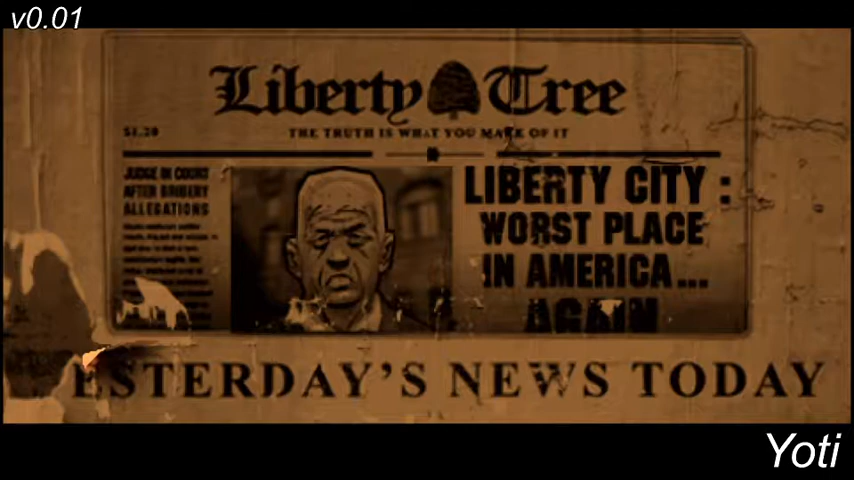 v0.01
Liberty Tree
$1.20
THE TRUTH IS WHAT YOU MAKE OF IT
JUDGE IN COURT
AFTER BRIBERY
ALLEGATIONS
LIBERTY CITY :
WORST PLACE
IN AMERICA...
AGAIN
ESTERDAY'S NEWS TODAY
Yoti